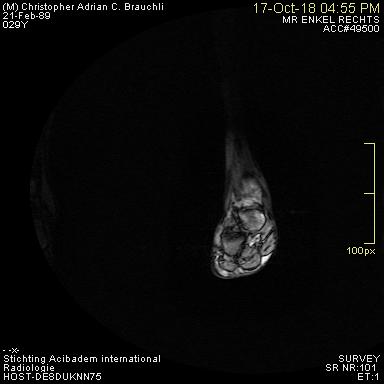 (M) Christopher Adrian C. Brauchli
21-Feb-89
029Y
17-Oct-18 04:55 PM
MR ENKEL RECHTS
ACC#49500
100px
--x-
Stichting Acibadem international
Radiologie
HOST-DE8DUKNN75
SURVEY
SR NR:101
ET:1